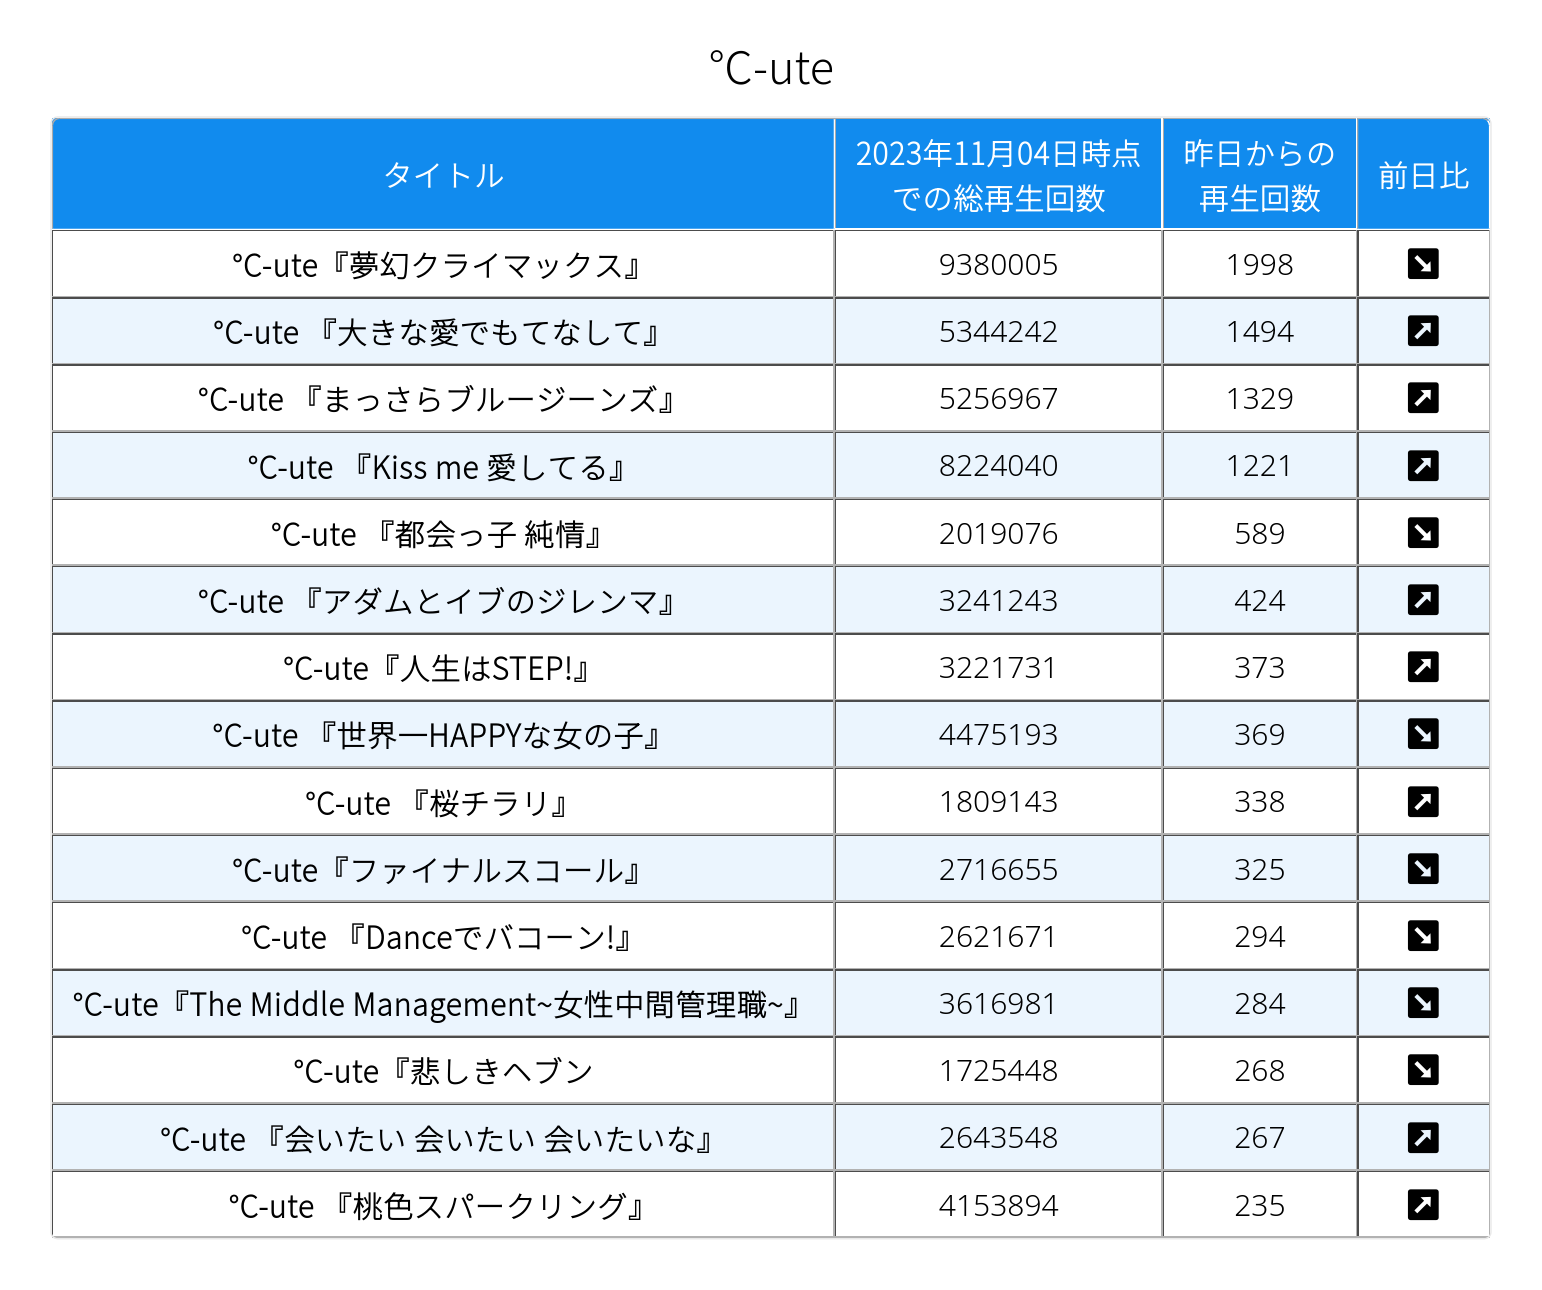 ℃-ute
タイトル
2023年11月04日時点
での総再生回数
昨日からの
再生回数
前日比
℃-ute『夢幻クライマックス』 9380005 1998 ↘
℃-ute 『大きな愛でもてなして』 5344242 1494 ↗
℃-ute 『まっさらブルージーンズ』 5256967 1329 ↗
℃-ute 『Kiss me 愛してる』 8224040 1221 ↗
℃-ute 『都会っ子 純情』 2019076 589 ↘
℃-ute 『アダムとイブのジレンマ』 3241243 424 ↗
℃-ute『人生はSTEP!』 3221731 373 ↗
℃-ute 『世界一HAPPYな女の子』 4475193 369 ↘
℃-ute 『桜チラリ』 1809143 338 ↗
℃-ute『ファイナルスコール』 2716655 325 ↘
℃-ute 『Danceでバコーン!』 2621671 294 ↘
℃-ute『The Middle Management~女性中間管理職~』 3616981 284 ↘
℃-ute『悲しきヘブン 1725448 268 ↘
℃-ute 『会いたい 会いたい 会いたいな』 2643548 267 ↗
℃-ute 『桃色スパークリング』 4153894 235 ↗